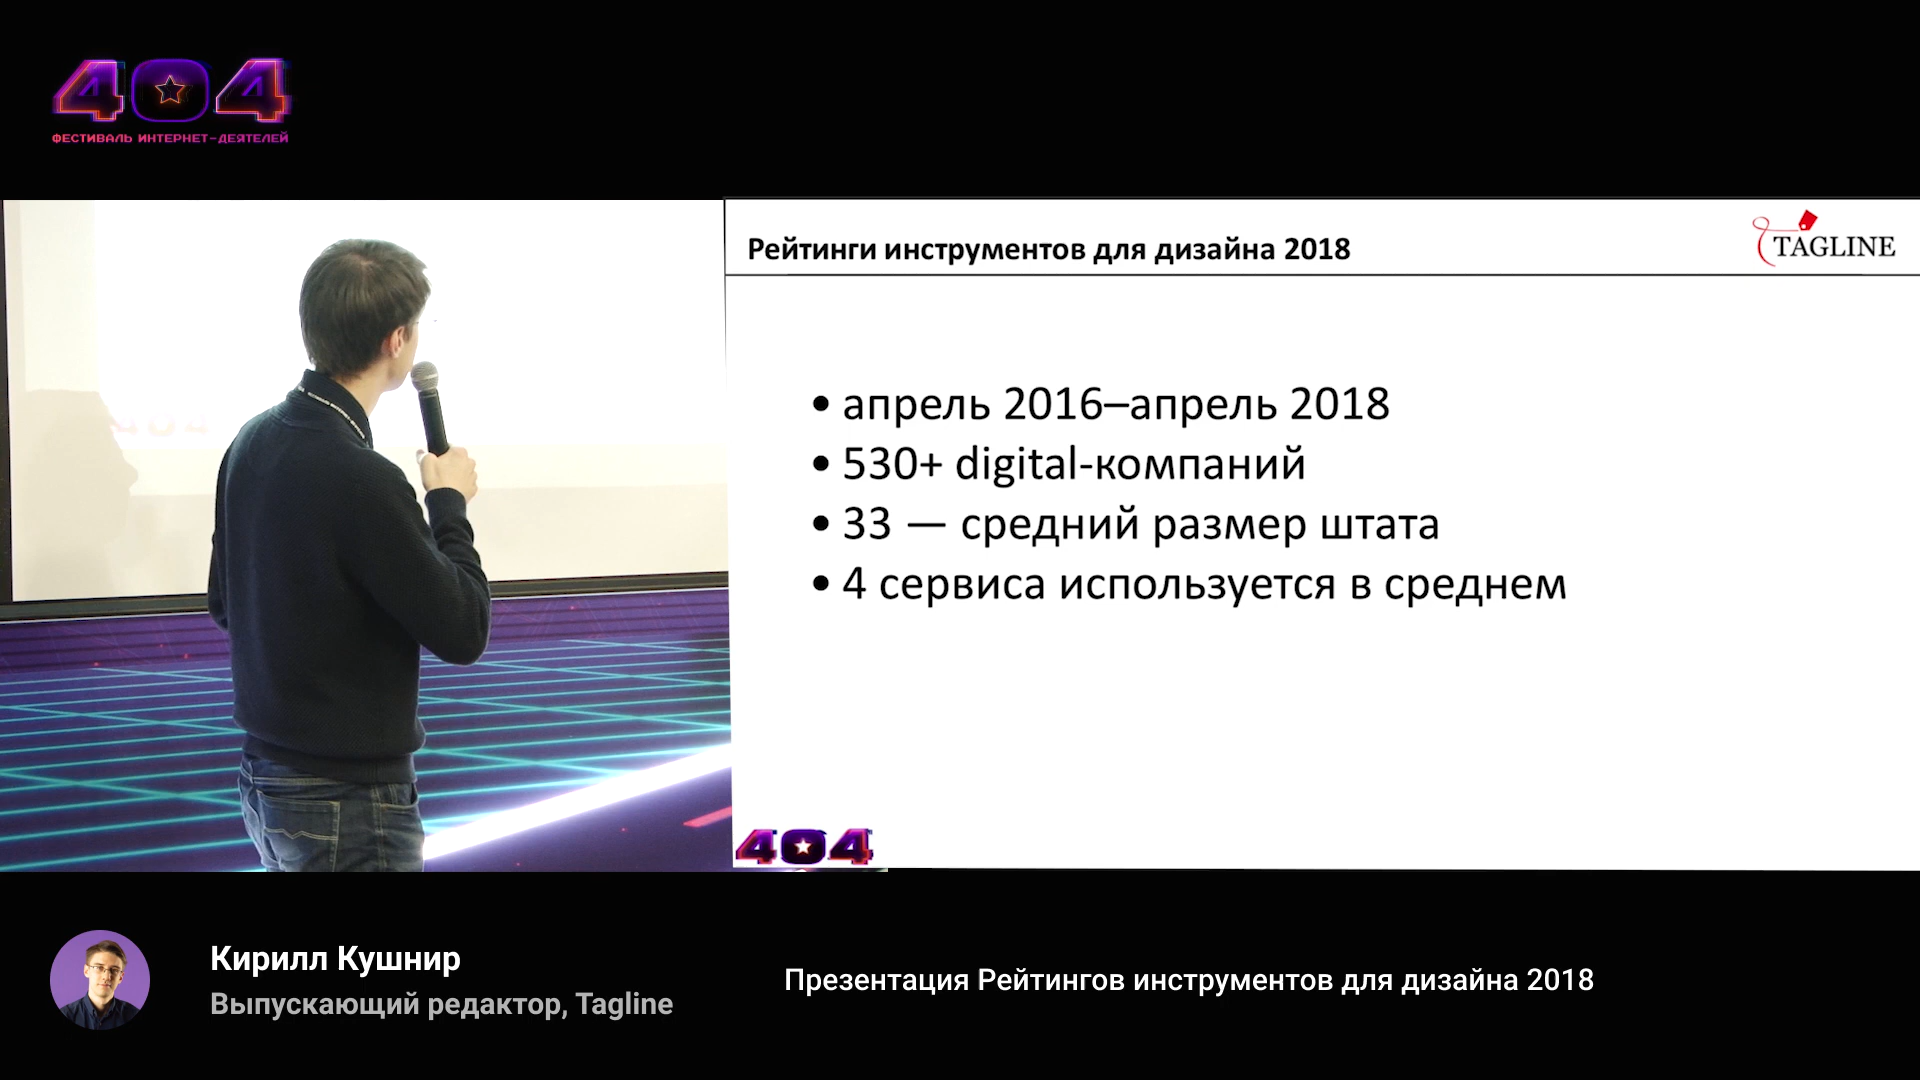 404
ФЕСТИВАЛЬ ИНТЕРНЕТ-ДЕЯТЕЛЕЙ
Рейтинги инструментов для дизайна 2018
TAGLINE
• апрель 2016–апрель 2018
• 530+ digital-компаний
• 33 — средний размер штата
• 4 сервиса используется в среднем
404
Кирилл Кушнир
Выпускающий редактор, Tagline
Презентация Рейтингов инструментов для дизайна 2018